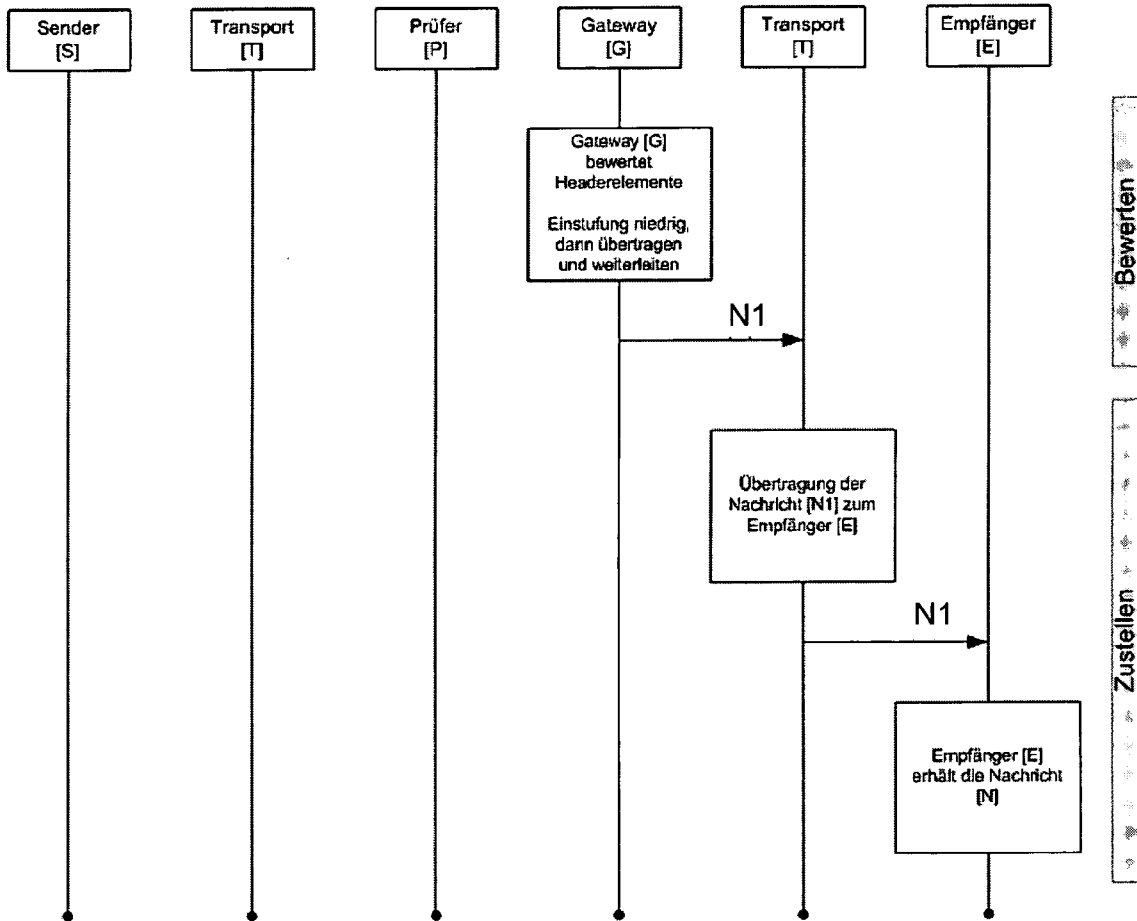 Sender
[S]
Transport
[T]
Prüfer
[P]
Gateway
[G]
Transport
[T]
Empfänger
[E]
Gateway [G]
bewertet
Headerelemente
Einstufung niedrig,
dann übertragen
und weiterleiten
Bewerten
N1
Übertragung der
Nachricht [N1] zum
Empfänger [E]
N1
Zustellen
Empfänger [E]
erhält die Nachricht
[N]